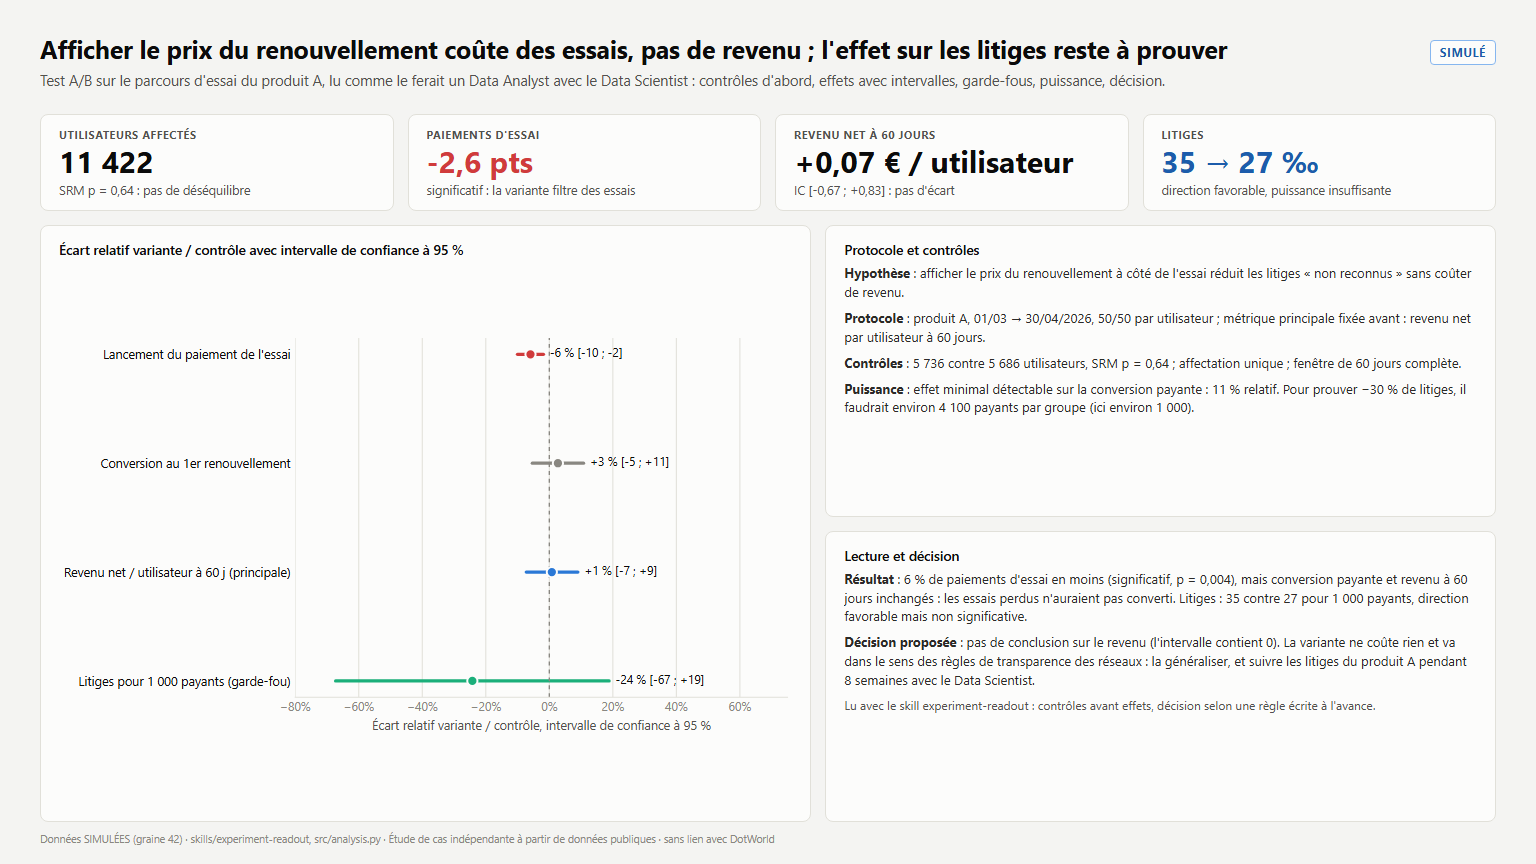 Afficher le prix du renouvellement coûte des essais, pas de revenu ; l'effet sur les litiges reste à prouver
SIMULÉ
Test A/B sur le parcours d'essai du produit A, lu comme le ferait un Data Analyst avec le Data Scientist : contrôles d'abord, effets avec intervalles, garde-fous, puissance, décision.
UTILISATEURS AFFECTÉS
11 422
SRM p = 0,64 : pas de déséquilibre
PAIEMENTS D'ESSAI
-2,6 pts
significatif : la variante filtre des essais
REVENU NET À 60 JOURS
+0,07 € / utilisateur
IC [-0,67 ; +0,83] : pas d'écart
LITIGES
35 → 27 ‰
direction favorable, puissance insuffisante
Écart relatif variante / contrôle avec intervalle de confiance à 95 %
Lancement du paiement de l'essai
-6 % [-10 ; -2]
Conversion au 1er renouvellement
+3 % [-5 ; +11]
Revenu net / utilisateur à 60 j (principale)
+1 % [-7 ; +9]
Litiges pour 1 000 payants (garde-fou)
-24 % [-67 ; +19]
−80% −60% −40% −20% 0% 20% 40% 60%
Écart relatif variante / contrôle, intervalle de confiance à 95 %
Protocole et contrôles
Hypothèse : afficher le prix du renouvellement à côté de l'essai réduit les litiges « non reconnus » sans coûter
de revenu.
Protocole : produit A, 01/03 → 30/04/2026, 50/50 par utilisateur ; métrique principale fixée avant : revenu net
par utilisateur à 60 jours.
Contrôles : 5 736 contre 5 686 utilisateurs, SRM p = 0,64 ; affectation unique ; fenêtre de 60 jours complète.
Puissance : effet minimal détectable sur la conversion payante : 11 % relatif. Pour prouver −30 % de litiges, il
faudrait environ 4 100 payants par groupe (ici environ 1 000).
Lecture et décision
Résultat : 6 % de paiements d'essai en moins (significatif, p = 0,004), mais conversion payante et revenu à 60
jours inchangés : les essais perdus n'auraient pas converti. Litiges : 35 contre 27 pour 1 000 payants, direction
favorable mais non significative.
Décision proposée : pas de conclusion sur le revenu (l'intervalle contient 0). La variante ne coûte rien et va
dans le sens des règles de transparence des réseaux : la généraliser, et suivre les litiges du produit A pendant
8 semaines avec le Data Scientist.
Lu avec le skill experiment-readout : contrôles avant effets, décision selon une règle écrite à l'avance.
Données SIMULÉES (graine 42) · skills/experiment-readout, src/analysis.py · Étude de cas indépendante à partir de données publiques · sans lien avec DotWorld